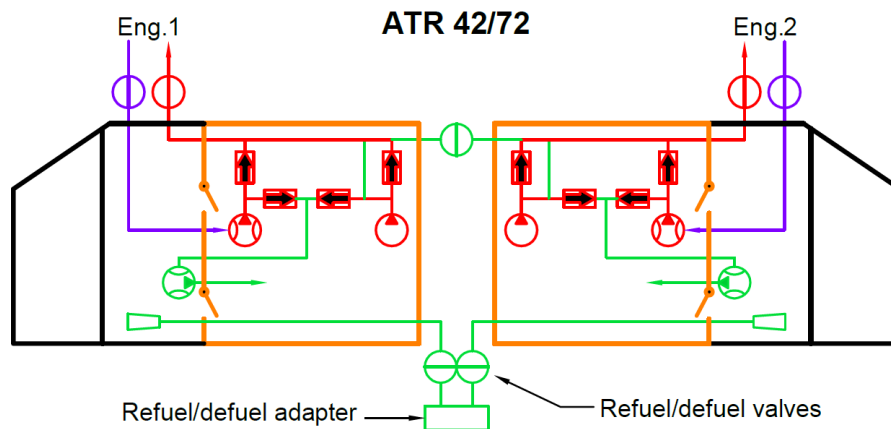 ATR 42/72
Eng.1
Eng.2
Refuel/defuel adapter
Refuel/defuel valves